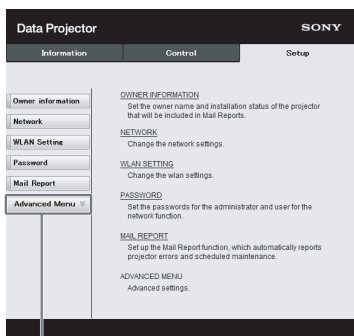 Data Projector
SONY
Information
Control
Setup
Owner information
Network
WLAN Setting
Password
Mail Report
Advanced Menu
OWNER INFORMATION
Set the owner name and installation status of the projector
that will be included in Mail Reports.
NETWORK
Change the network settings.
WLAN SETTING
Change the wlan settings.
PASSWORD
Set the passwords for the administrator and user for the
network function.
MAIL REPORT
Set up the Mail Report function, which automatically reports
projector errors and scheduled maintenance.
ADVANCED MENU
Advanced settings.